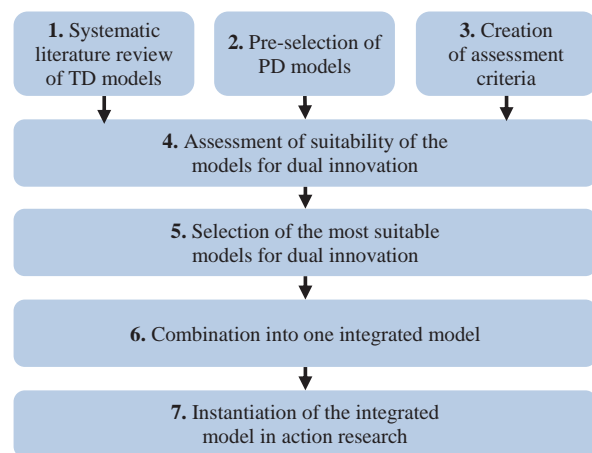 1. Systematic
literature review
of TD models
2. Pre-selection of
PD models
3. Creation
of assessment
criteria
4. Assessment of suitability of the
models for dual innovation
5. Selection of the most suitable
models for dual innovation
6. Combination into one integrated model
7. Instantiation of the integrated
model in action research